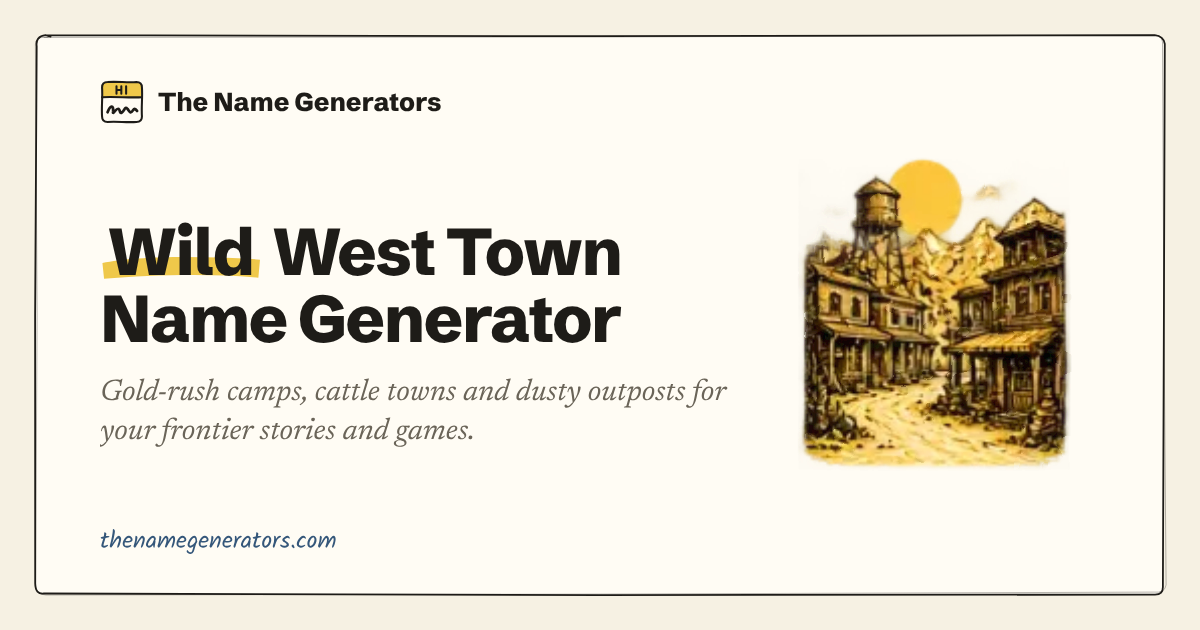 HI
The Name Generators
Wild West Town
Name Generator
Gold-rush camps, cattle towns and dusty outposts for
your frontier stories and games.
thenamegenerators.com